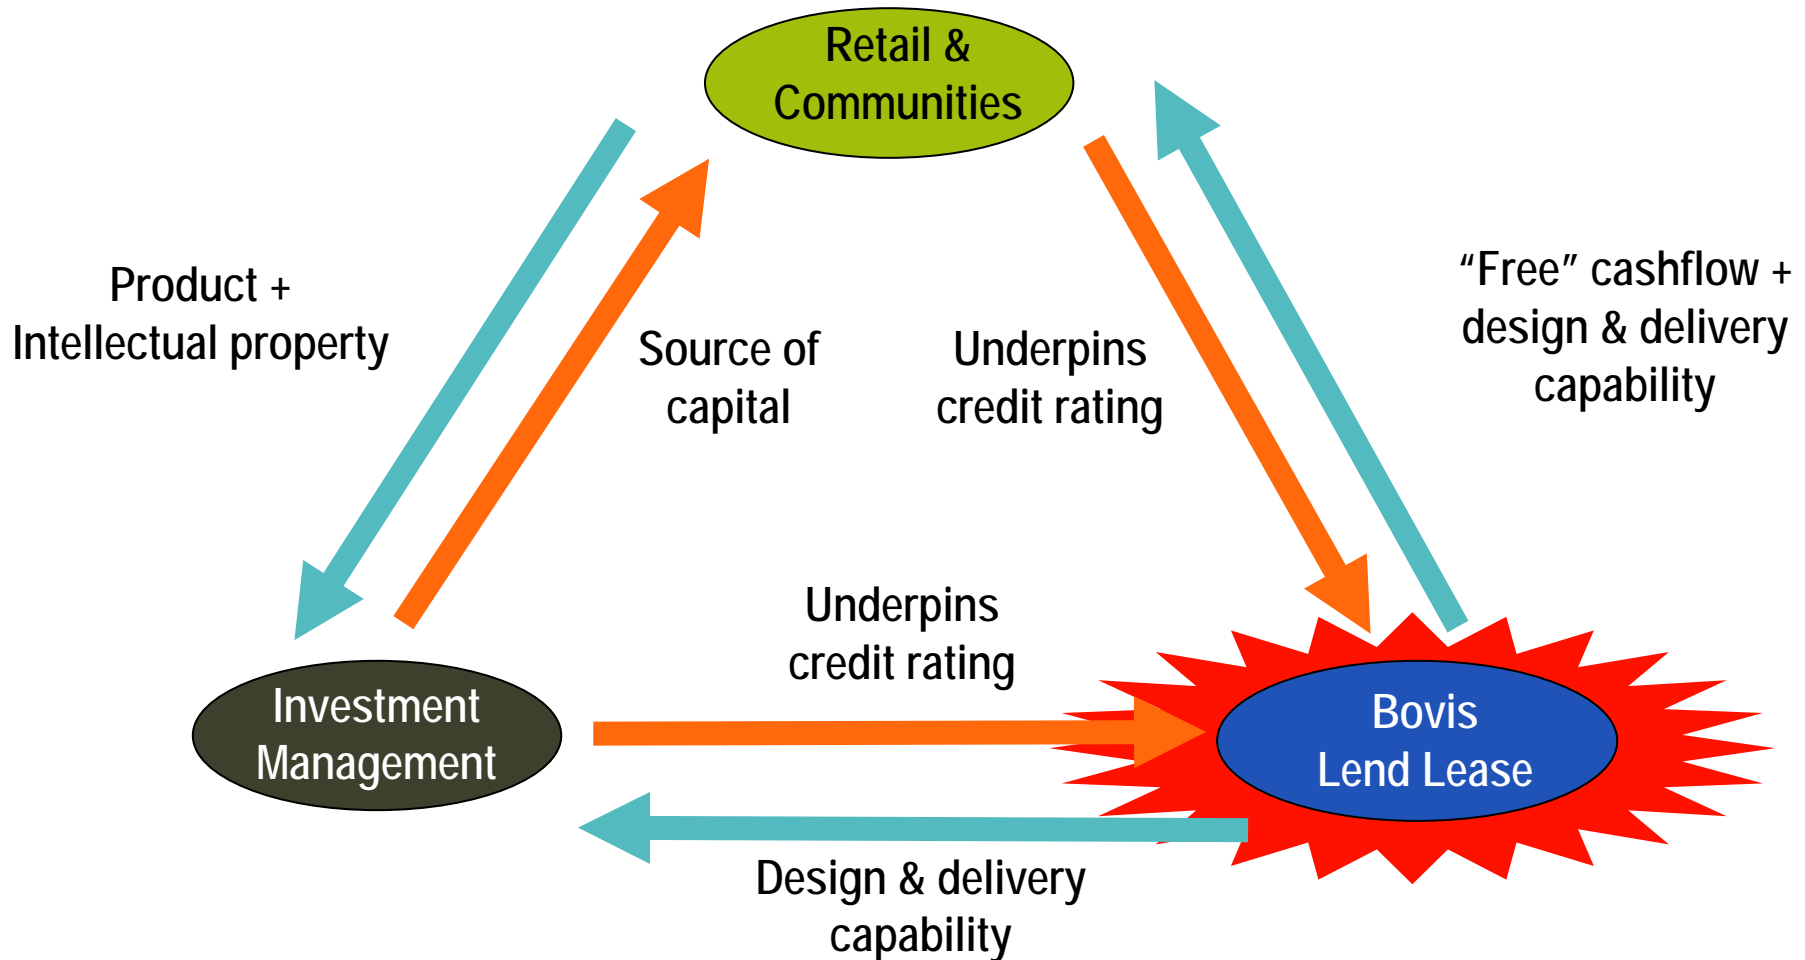 Retail &
Communities
Product +
Intellectual property
Source of
capital
Underpins
credit rating
“Free” cashflow +
design & delivery
capability
Underpins
credit rating
Investment
Management
Bovis
Lend Lease
Design & delivery
capability